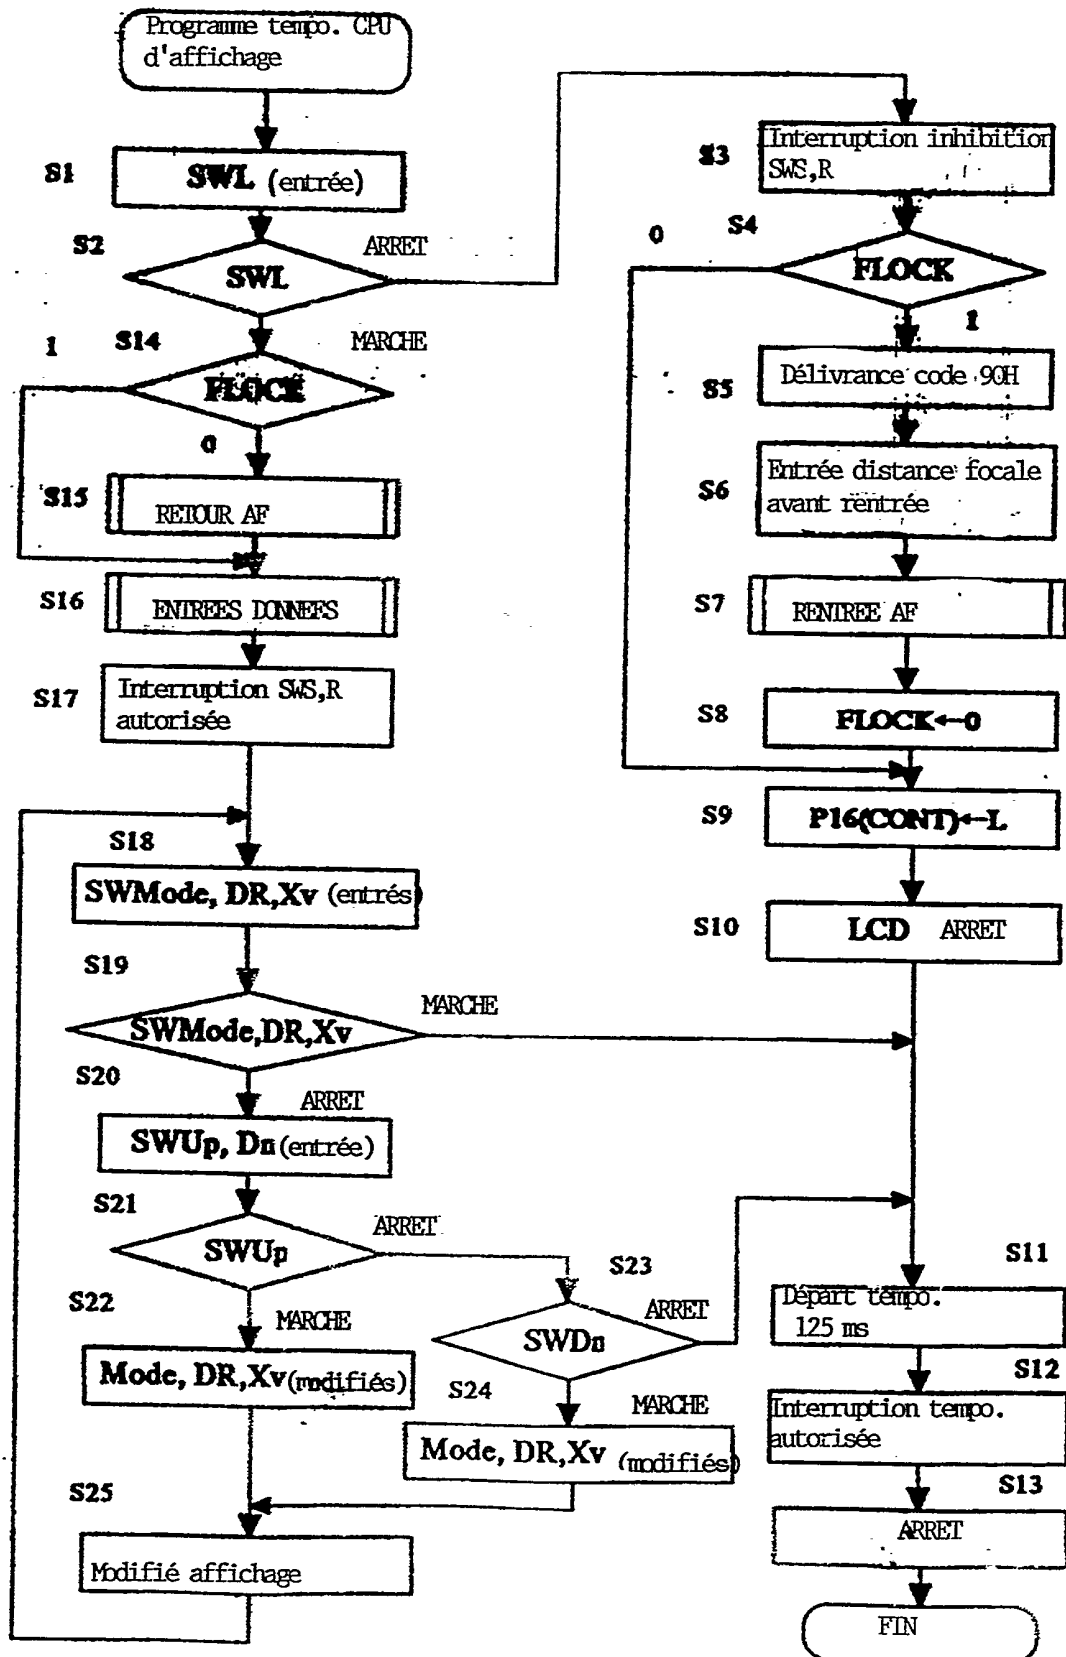 Programme tempo. CPU
d'affichage
S1
SWL (entrée)
S2
ARRET
SWL
S14
MARCHE
1
FLOCK
0
S15
RETOUR AF
S16
ENTREES DONNEES
S17
Interruption SWS,R
autorisée
S18
SWMode, DR,Xv (entrés)
S19
MARCHE
SWMode,DR,Xv
S20
ARRET
SWUp, Dn (entrée)
S21
ARRET
SWUp
S22
MARCHE
Mode, DR,Xv (modifiés)
S23
ARRET
SWDn
S24
MARCHE
Mode, DR,Xv (modifiés)
S25
Modifié affichage
S3
Interruption inhibition
SWS,R
S4
0
FLOCK
1
S5
Délivrance code 90H
S6
Entrée distance focale
avant rentrée
S7
RENTREE AF
S8
FLOCK←0
S9
P16(CONT)←L
S10
LCD ARRET
S11
Départ tempo.
125 ms
S12
Interruption tempo.
autorisée
S13
ARRET
FIN